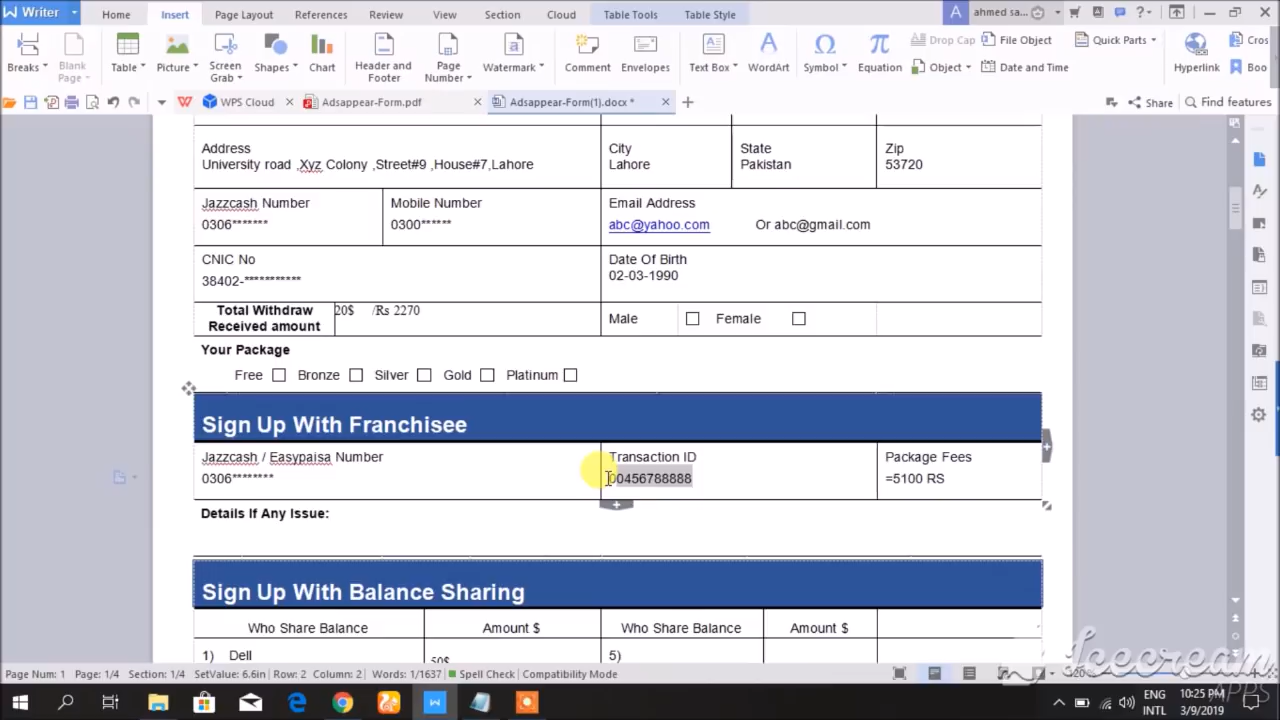 Writer
Home Insert Page Layout References Review View Section Cloud Table Tools Table Style
ahmed sa...
Breaks Blank Page Table Picture Screen Grab Shapes Chart Header and Footer Page Number Watermark Comment Envelopes Text Box WordArt Symbol Equation Drop Cap Object File Object Date and Time Quick Parts Hyperlink Cros Boo
WPS Cloud Adsappear-Form.pdf Adsappear-Form(1).docx * Share Find features
Address City State Zip
University road ,Xyz Colony ,Street#9 ,House#7,Lahore Lahore Pakistan 53720
Jazzcash Number Mobile Number Email Address
0306******* 0300****** abc@yahoo.com Or abc@gmail.com
CNIC No Date Of Birth
38402-*********** 02-03-1990
Total Withdraw 20$ /Rs 2270
Received amount Male Female
Your Package
Free Bronze Silver Gold Platinum
Sign Up With Franchisee
Jazzcash / Easypaisa Number Transaction ID Package Fees
0306******** 00456788888 =5100 RS
Details If Any Issue:
Sign Up With Balance Sharing
Who Share Balance Amount $ Who Share Balance Amount $
1) Dell 50$ 5)
Page Num: 1 Page: 1/4 Section: 1/4 SetValue: 6.6in Row: 2 Column: 2 Words: 1/1637 Spell Check Compatibility Mode
Icecream
APPS
ENG 10:25 PM
INTL 3/9/2019